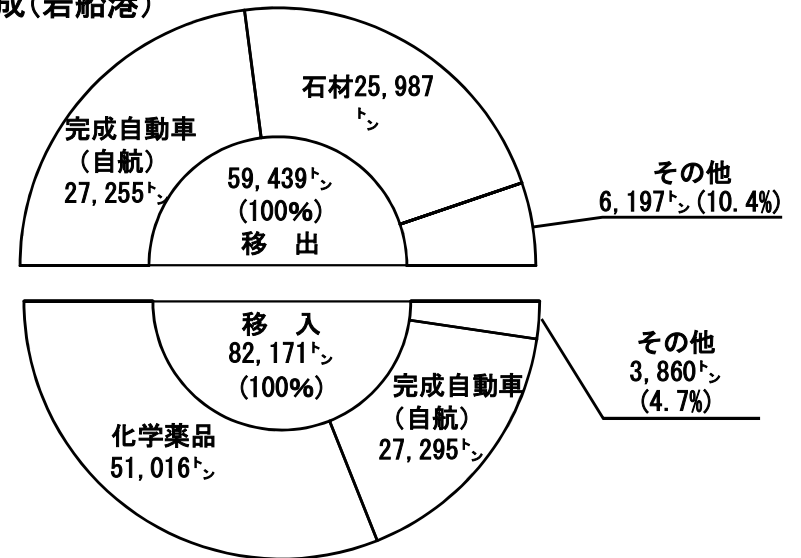 成(岩船港)
石材25,987
トン
完成自動車
(自航)
27,255トン
59,439トン
(100%)
移 出
その他
6,197トン(10.4%)
移 入
82,171トン
(100%)
その他
3,860トン
(4.7%)
完成自動車
(自航)
27,295トン
化学薬品
51,016トン